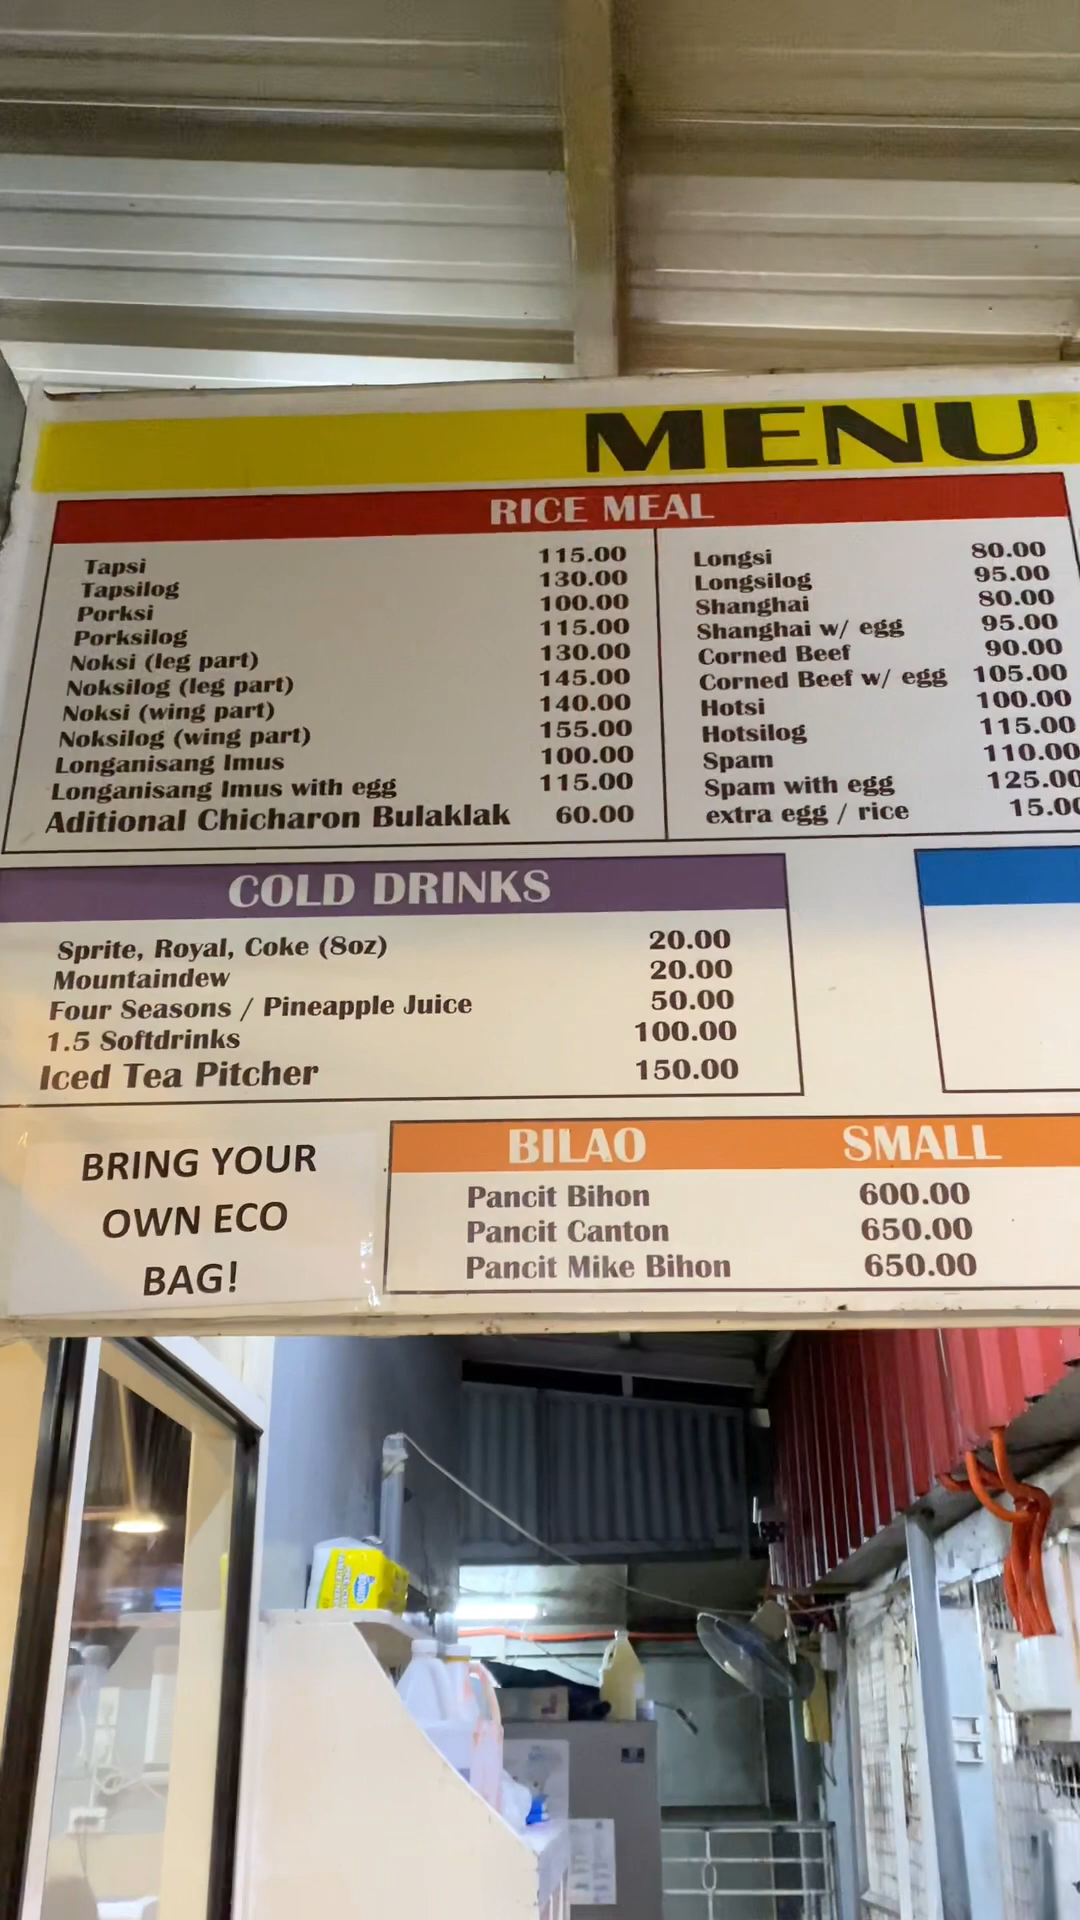 MENU
RICE MEAL
Tapsi 115.00
Tapsilog 130.00
Porksi 100.00
Porksilog 115.00
Noksi (leg part) 130.00
Noksilog (leg part) 145.00
Noksi (wing part) 140.00
Noksilog (wing part) 155.00
Longanisang Imus 100.00
Longanisang Imus with egg 115.00
Aditional Chicharon Bulaklak 60.00
Longsi 80.00
Longsilog 95.00
Shanghai 80.00
Shanghai w/ egg 95.00
Corned Beef 90.00
Corned Beef w/ egg 105.00
Hotsi 100.00
Hotsilog 115.00
Spam 110.00
Spam with egg 125.00
extra egg / rice 15.00
COLD DRINKS
Sprite, Royal, Coke (8oz) 20.00
Mountaindew 20.00
Four Seasons / Pineapple Juice 50.00
1.5 Softdrinks 100.00
Iced Tea Pitcher 150.00
BRING YOUR
OWN ECO
BAG!
BILAO SMALL
Pancit Bihon 600.00
Pancit Canton 650.00
Pancit Mike Bihon 650.00